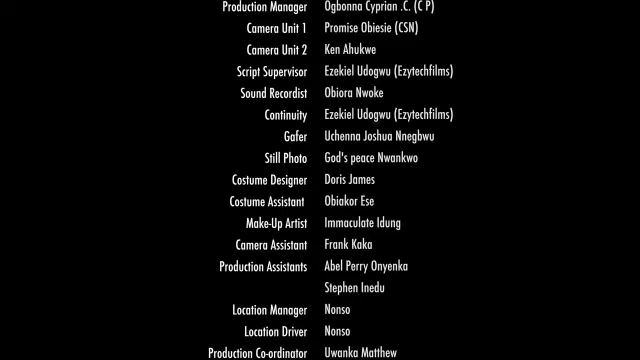 Production Manager Ogbonna Cyprian .C. (C P)
Camera Unit 1 Promise Obiesie (CSN)
Camera Unit 2 Ken Ahukwe
Script Supervisor Ezekiel Udogwu (Ezytechfilms)
Sound Recordist Obiora Nwoke
Continuity Ezekiel Udogwu (Ezytechfilms)
Gafer Uchenna Joshua Nnegbwu
Still Photo God's peace Nwankwo
Costume Designer Doris James
Costume Assistant Obiakor Ese
Make-Up Artist Immaculate Idung
Camera Assistant Frank Kaka
Production Assistants Abel Perry Onyenka
Stephen Inedu
Location Manager Nonso
Location Driver Nonso
Production Co-ordinator Uwanka Matthew